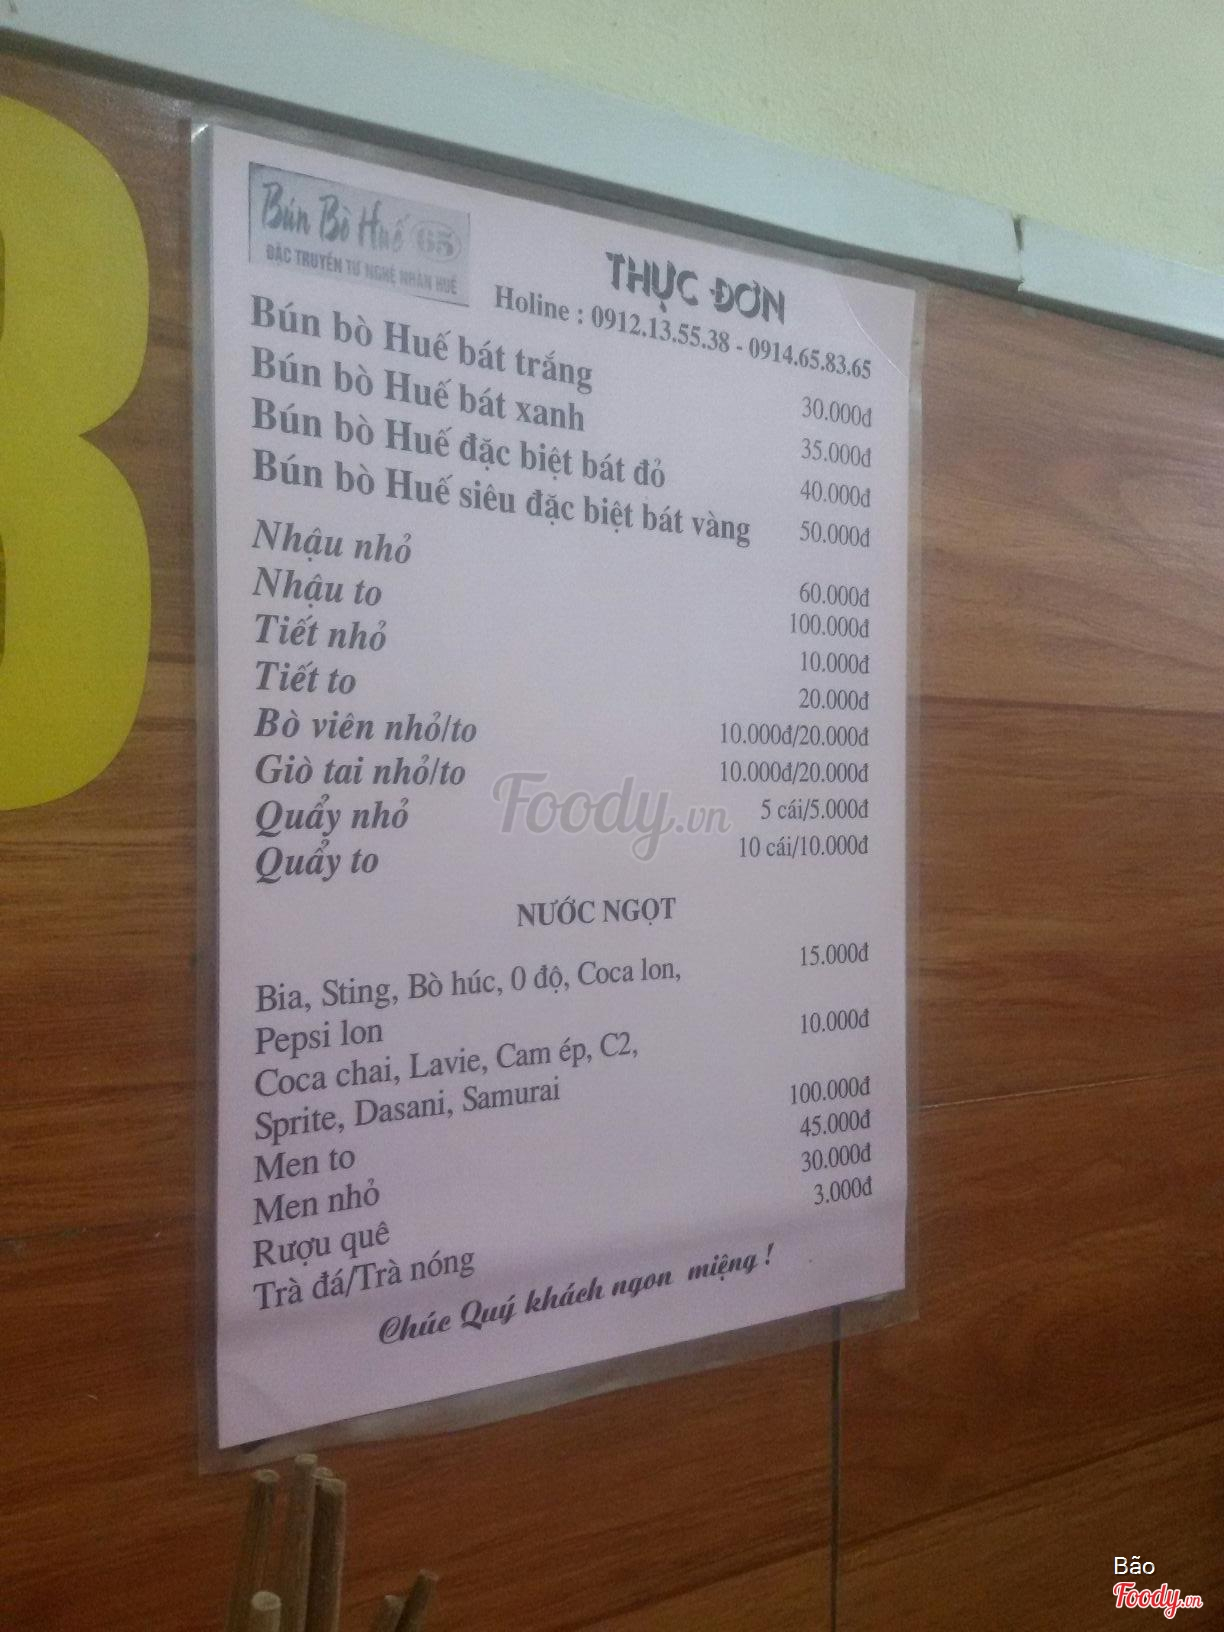 Bún Bò Huế 65
ĐẶC TRUYỀN TỪ NGHỆ NHÂN HUẾ
THỰC ĐƠN
Holine : 0912.13.55.38 - 0914.65.83.65
Bún bò Huế bát trắng 30.000đ
Bún bò Huế bát xanh 35.000đ
Bún bò Huế đặc biệt bát đỏ 40.000đ
Bún bò Huế siêu đặc biệt bát vàng 50.000đ
Nhậu nhỏ 60.000đ
Nhậu to 100.000đ
Tiết nhỏ 10.000đ
Tiết to 20.000đ
Bò viên nhỏ/to 10.000đ/20.000đ
Giò tai nhỏ/to 10.000đ/20.000đ
Quẩy nhỏ 5 cái/5.000đ
Quẩy to 10 cái/10.000đ
Foody.vn
NƯỚC NGỌT
Bia, Sting, Bò húc, 0 độ, Coca lon, 15.000đ
Pepsi lon
Coca chai, Lavie, Cam ép, C2, 10.000đ
Sprite, Dasani, Samurai
Men to 100.000đ
Men nhỏ 45.000đ
Rượu quê 30.000đ
Trà đá/Trà nóng 3.000đ
Chúc Quý khách ngon miệng !
Bão
Foody.vn